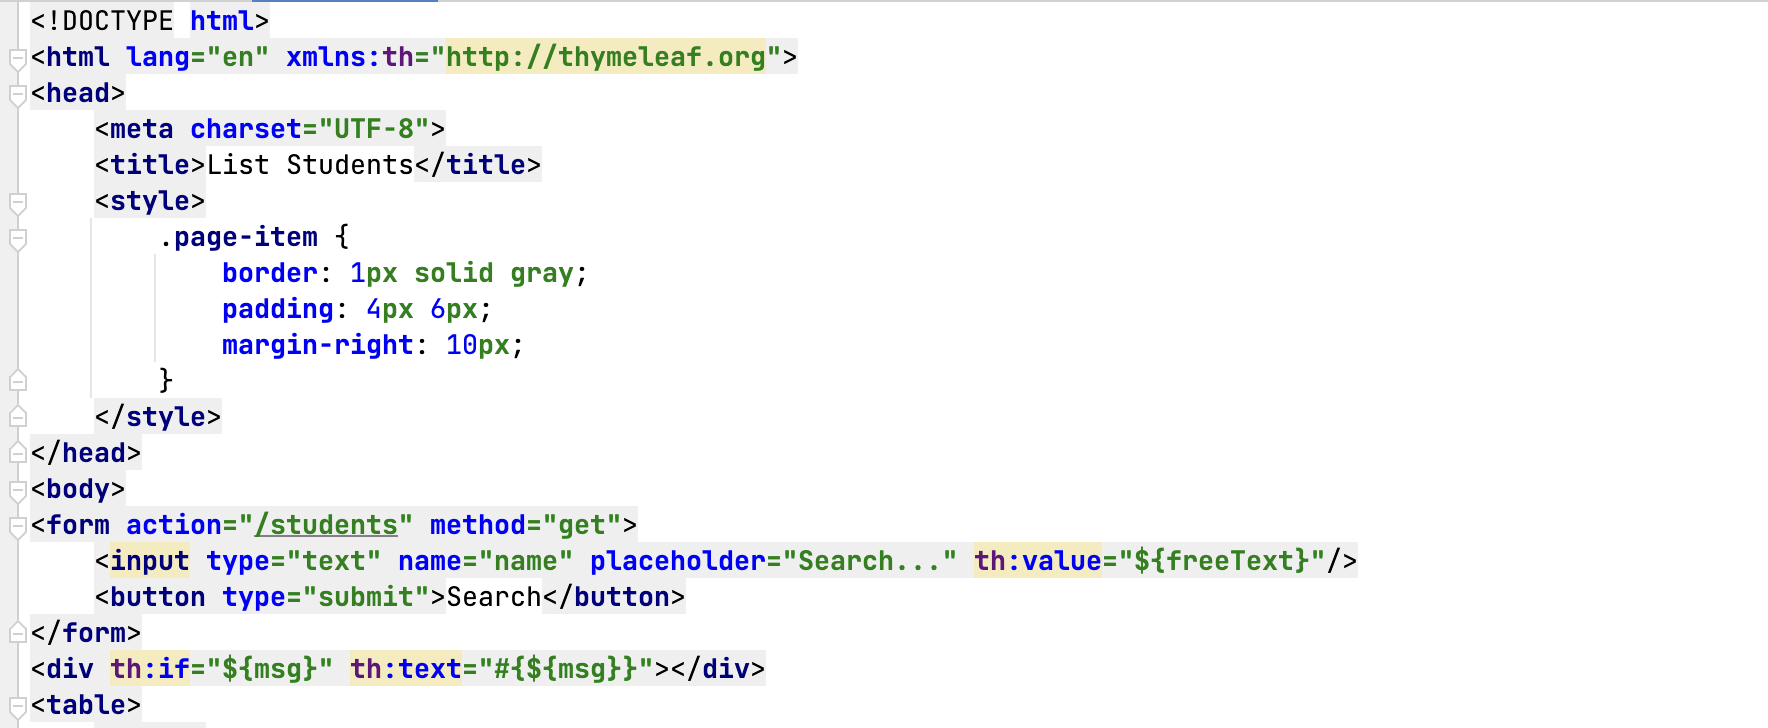 <!DOCTYPE html>
<html lang="en" xmlns:th="http://thymeleaf.org">
<head>
    <meta charset="UTF-8">
    <title>List Students</title>
    <style>
        .page-item {
            border: 1px solid gray;
            padding: 4px 6px;
            margin-right: 10px;
        }
    </style>
</head>
<body>
<form action="/students" method="get">
    <input type="text" name="name" placeholder="Search..." th:value="${freeText}"/>
    <button type="submit">Search</button>
</form>
<div th:if="${msg}" th:text="#{${msg}}"></div>
<table>